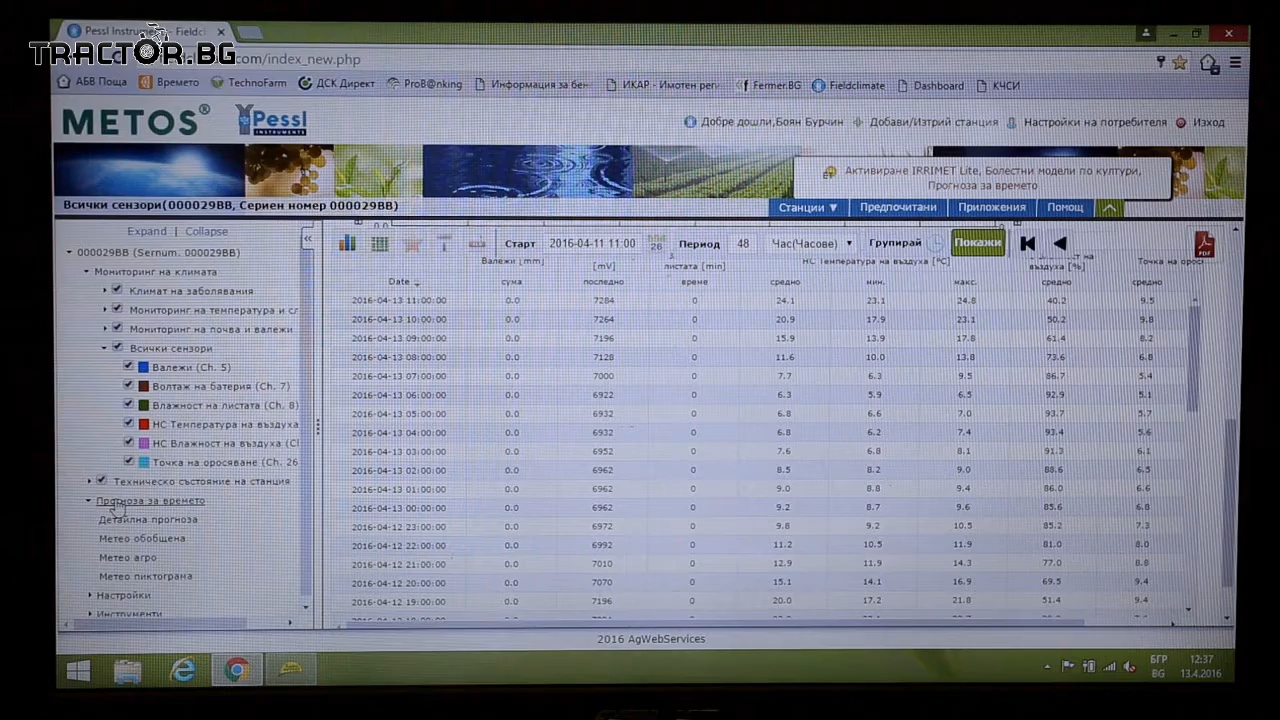 Pessl Instrum
Fieldcl
TRACTOR.BG
com/index_new.php
АБВ Поща
Времето
TechnoFarm
ДСК Директ
ProB@nking
Информация за бен
ИКАР - Имотен реги
Fermer.BG
Fieldclimate
Dashboard
КЧСИ
METOS®
Pessl
INSTRUMENTS
Добре дошли,Боян Бурчин
Добави/Изтрий станция
Настройки на потребителя
Изход
Активиране IRRIMET Lite, Болестни модели по култури,
Прогноза за времето
Всички сензори(000029BB, Сериен номер 000029BB)
Станции ▼
Предпочитани
Приложения
Помощ
Expand | Collapse
«
Старт 2016-04-11 11:00
26
Период 48 Час(Часове) ▼ Групирай Покажи
PDF
000029BB (Sernum. 000029BB)
Мониторинг на климата
Климат на заболявания
Мониторинг на температура и сл
Мониторинг на почва и валежи
Всички сензори
Валежи (Ch. 5)
Волтаж на батерия (Ch. 7)
Влажност на листата (Ch. 8)
HC Температура на въздуха
HC Влажност на въздуха (Cl
Точка на оросяване (Ch. 26
Техническо състояние на станция
Прогноза за времето
Детайлна прогноза
Метео обобщена
Метео агро
Метео пиктограма
Настройки
Инструменти
Валежи [mm] [mV] листата [min] HC Температура на въздуха [°C] въздуха [%] Точка на орос
Date сума последно време средно мин. макс. средно средно
2016-04-13 11:00:00 0.0 7284 0 24.1 23.1 24.8 40.2 9.5
2016-04-13 10:00:00 0.0 7264 0 20.9 17.9 23.1 50.2 9.8
2016-04-13 09:00:00 0.0 7196 0 15.9 13.9 17.8 61.4 8.2
2016-04-13 08:00:00 0.0 7128 0 11.6 10.0 13.8 73.6 6.8
2016-04-13 07:00:00 0.0 7000 0 7.7 6.3 9.5 86.7 5.4
2016-04-13 06:00:00 0.0 6922 0 6.3 5.9 6.5 92.9 5.1
2016-04-13 05:00:00 0.0 6932 0 6.8 6.6 7.0 93.7 5.7
2016-04-13 04:00:00 0.0 6932 0 6.8 6.2 7.4 93.4 5.6
2016-04-13 03:00:00 0.0 6952 0 7.6 6.8 8.1 91.3 6.1
2016-04-13 02:00:00 0.0 6962 0 8.5 8.2 9.0 88.6 6.5
2016-04-13 01:00:00 0.0 6962 0 9.0 8.8 9.4 86.0 6.6
2016-04-13 00:00:00 0.0 6962 0 9.2 8.7 9.6 85.6 6.8
2016-04-12 23:00:00 0.0 6972 0 9.8 9.2 10.5 85.2 7.3
2016-04-12 22:00:00 0.0 6992 0 11.2 10.5 11.9 81.0 8.0
2016-04-12 21:00:00 0.0 7010 0 12.9 11.9 14.3 77.0 8.8
2016-04-12 20:00:00 0.0 7070 0 15.1 14.1 16.9 69.5 9.4
2016-04-12 19:00:00 0.0 7196 0 20.0 17.2 21.8 51.4 9.4
2016 AgWebServices
БГР
BG
12:37
13.4.2016